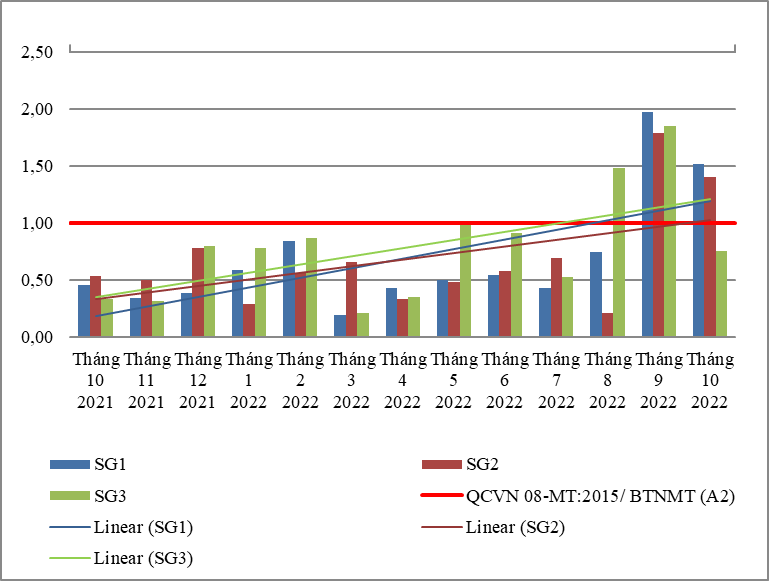 2,50
2,00
1,50
1,00
0,50
0,00
Tháng Tháng Tháng Tháng Tháng Tháng Tháng Tháng Tháng Tháng Tháng Tháng Tháng
10 11 12 1 2 3 4 5 6 7 8 9 10
2021 2021 2021 2022 2022 2022 2022 2022 2022 2022 2022 2022 2022
SG1 SG2
SG3 QCVN 08-MT:2015/ BTNMT (A2)
Linear (SG1) Linear (SG2)
Linear (SG3)